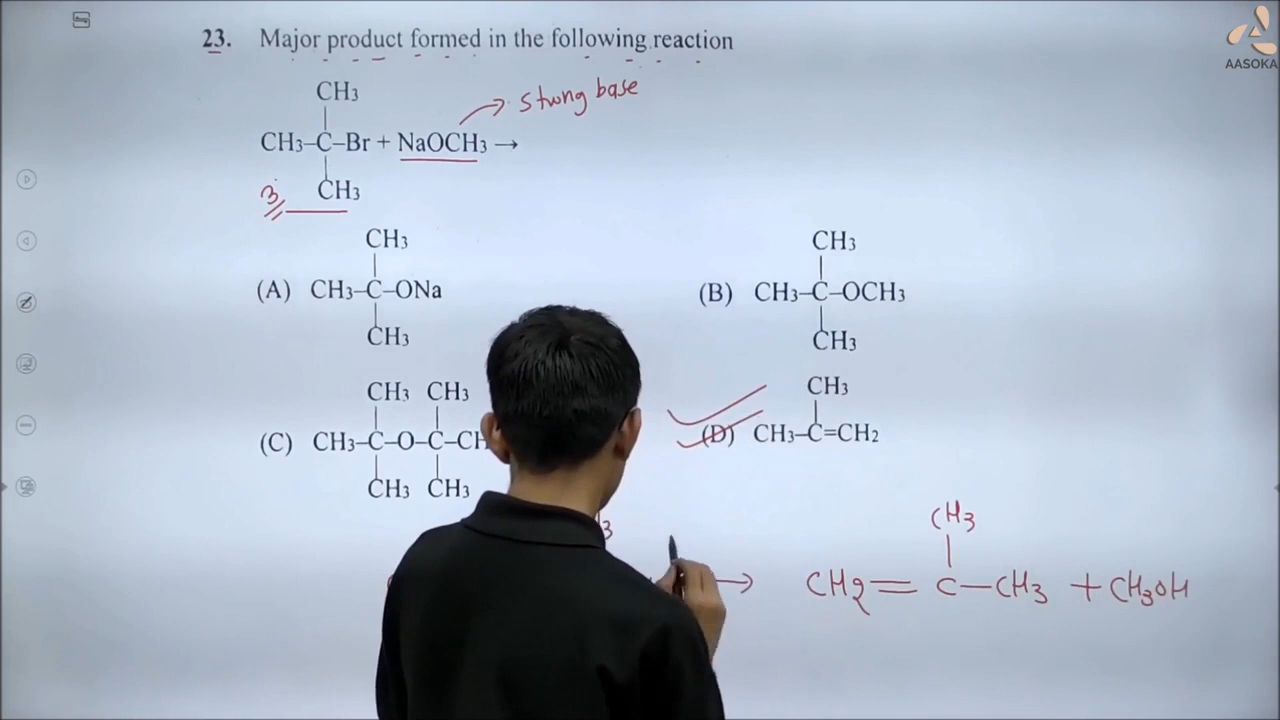 AASOKA
23. Major product formed in the following reaction
CH3
strong base
CH3–C–Br + NaOCH3 →
3° CH3
CH3
(A) CH3–C–ONa
CH3
CH3
(B) CH3–C–OCH3
CH3
CH3 CH3
(C) CH3–C–O–C–CH
CH3 CH3
CH3
(D) CH3–C=CH2
CH3
→ CH2=C–CH3 + CH3OH